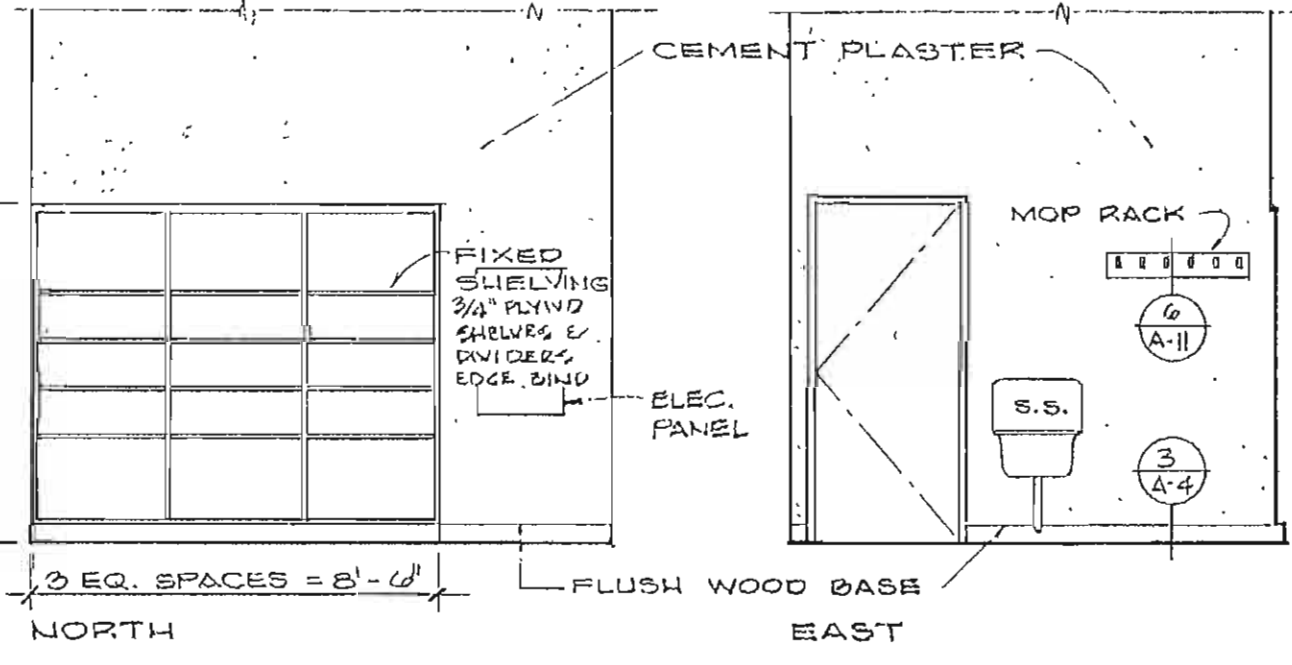 CEMENT PLASTER
FIXED
SHELVING
3/4" PLYWD
SHELVES &
DIVIDERS
EDGE BIND
ELEC.
PANEL
MOP RACK
6
A-11
S.S.
3
A-4
3 EQ. SPACES = 8'-6"
FLUSH WOOD BASE
NORTH
EAST